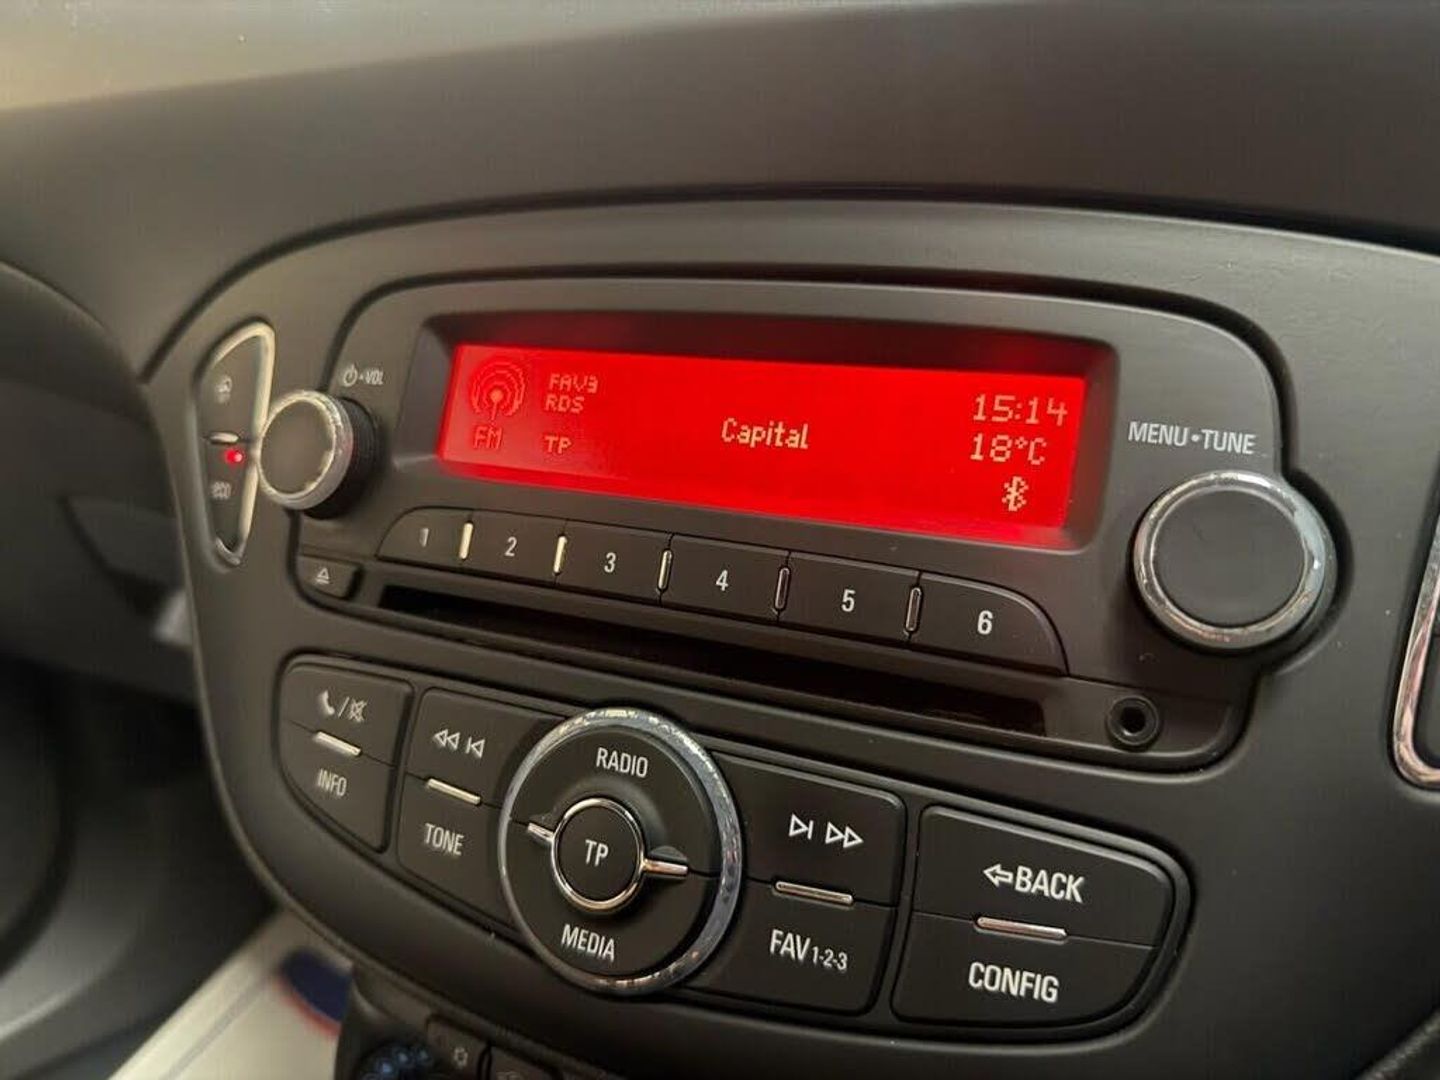 FAV3
RDS
FM
TP
Capital
15:14
18°C
VOL
MENU•TUNE
eco
1
2
3
4
5
6
INFO
TONE
RADIO
TP
MEDIA
FAV1-2-3
BACK
CONFIG